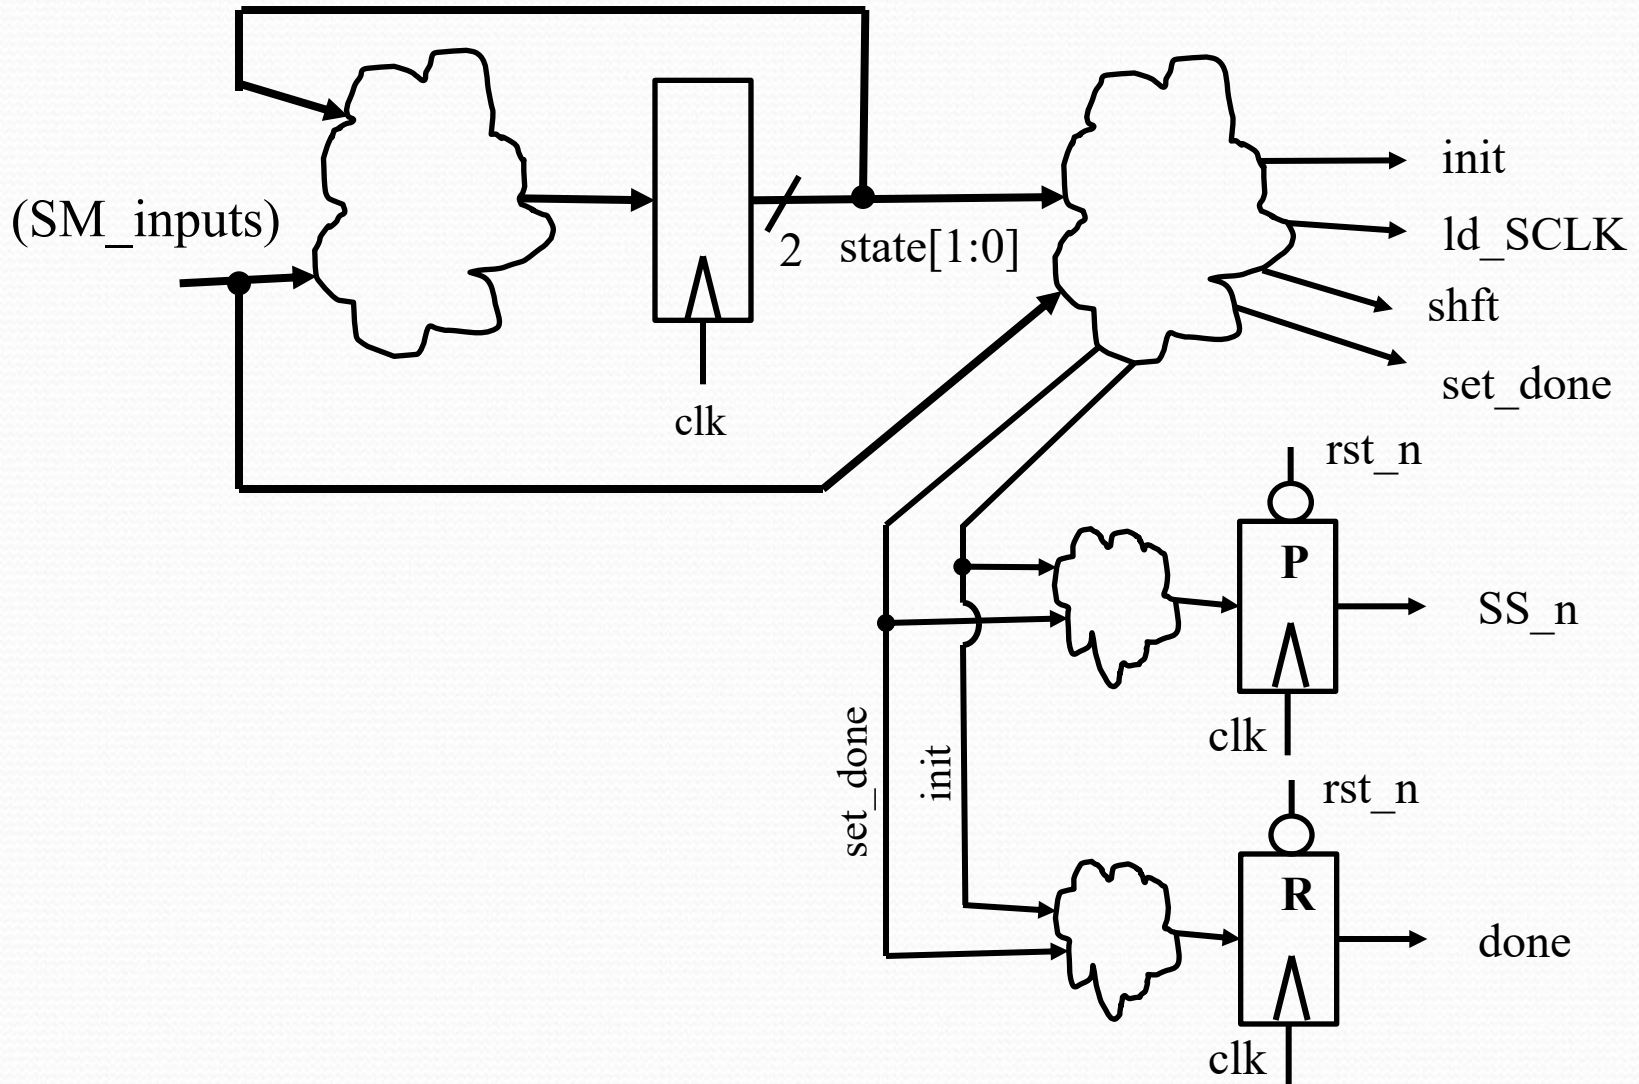 (SM_inputs)
2
state[1:0]
clk
init
ld_SCLK
shft
set_done
rst_n
P
SS_n
clk
set_done
init
rst_n
R
done
clk